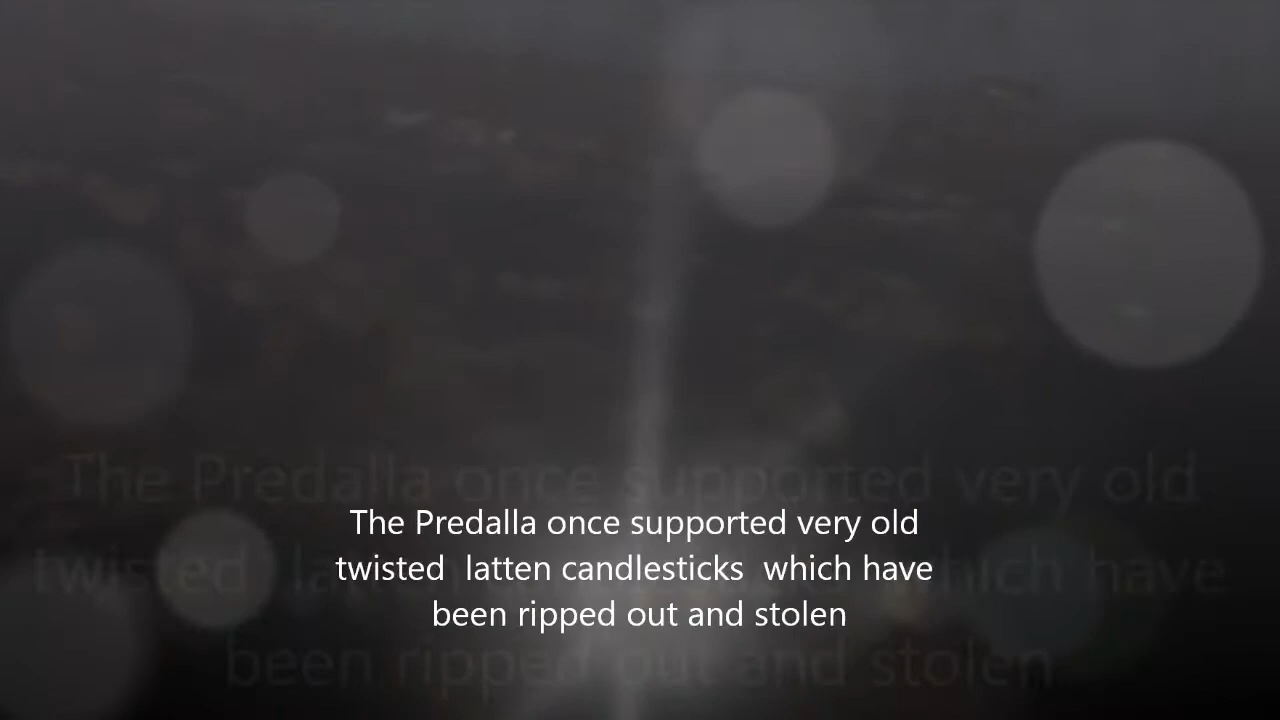 The Predalla once supported very old
twisted  latten candlesticks  which have
been ripped out and stolen